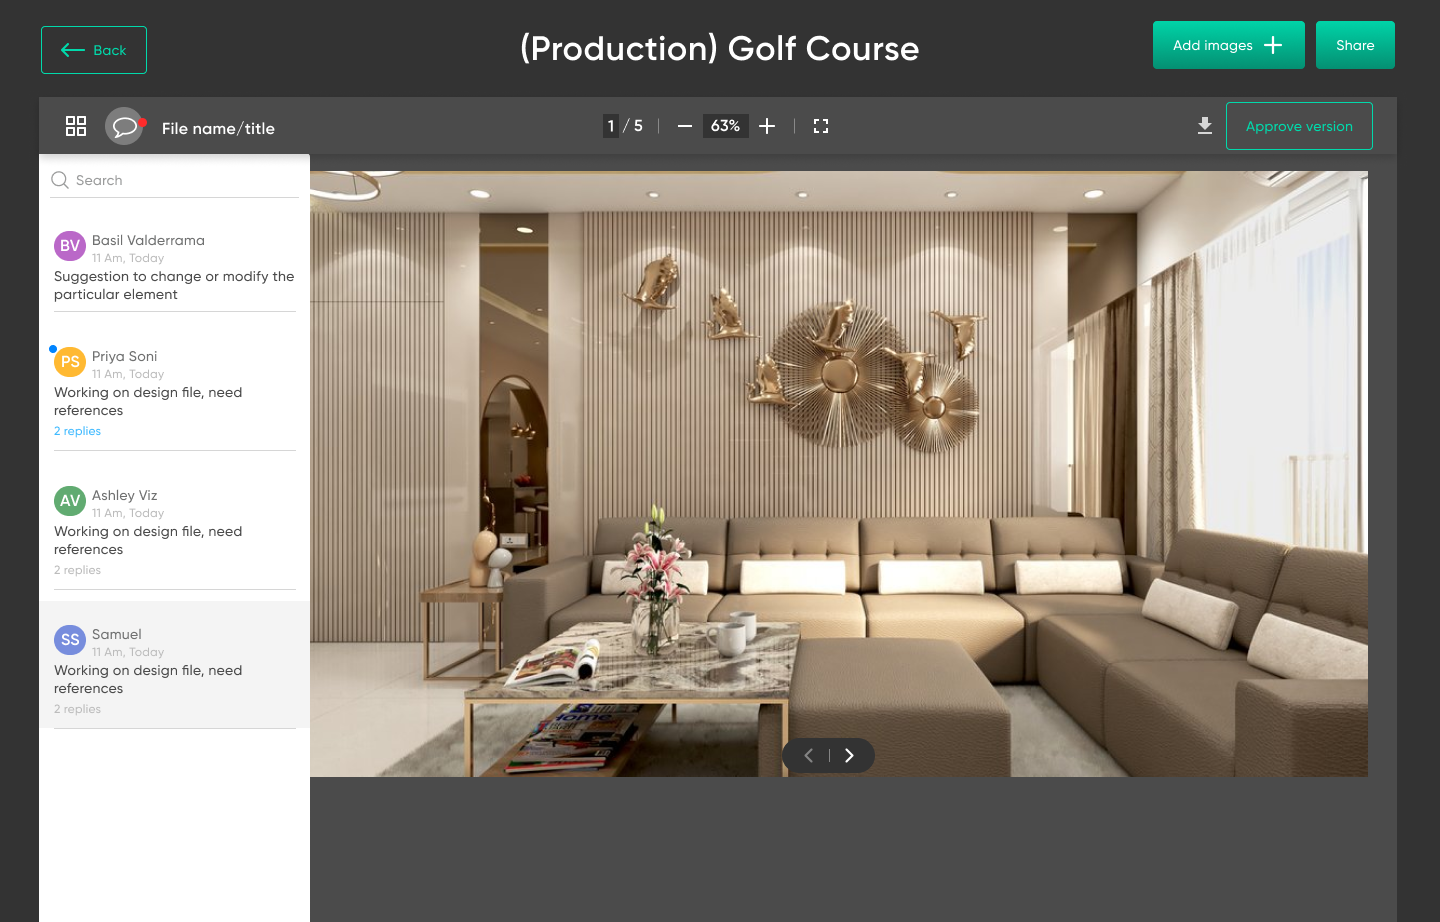 Back
(Production) Golf Course
Add images
Share
File name/title
1 / 5
63%
Approve version
Search
BV
Basil Valderrama
11 Am, Today
Suggestion to change or modify the
particular element
PS
Priya Soni
11 Am, Today
Working on design file, need
references
2 replies
AV
Ashley Viz
11 Am, Today
Working on design file, need
references
2 replies
SS
Samuel
11 Am, Today
Working on design file, need
references
2 replies
Home